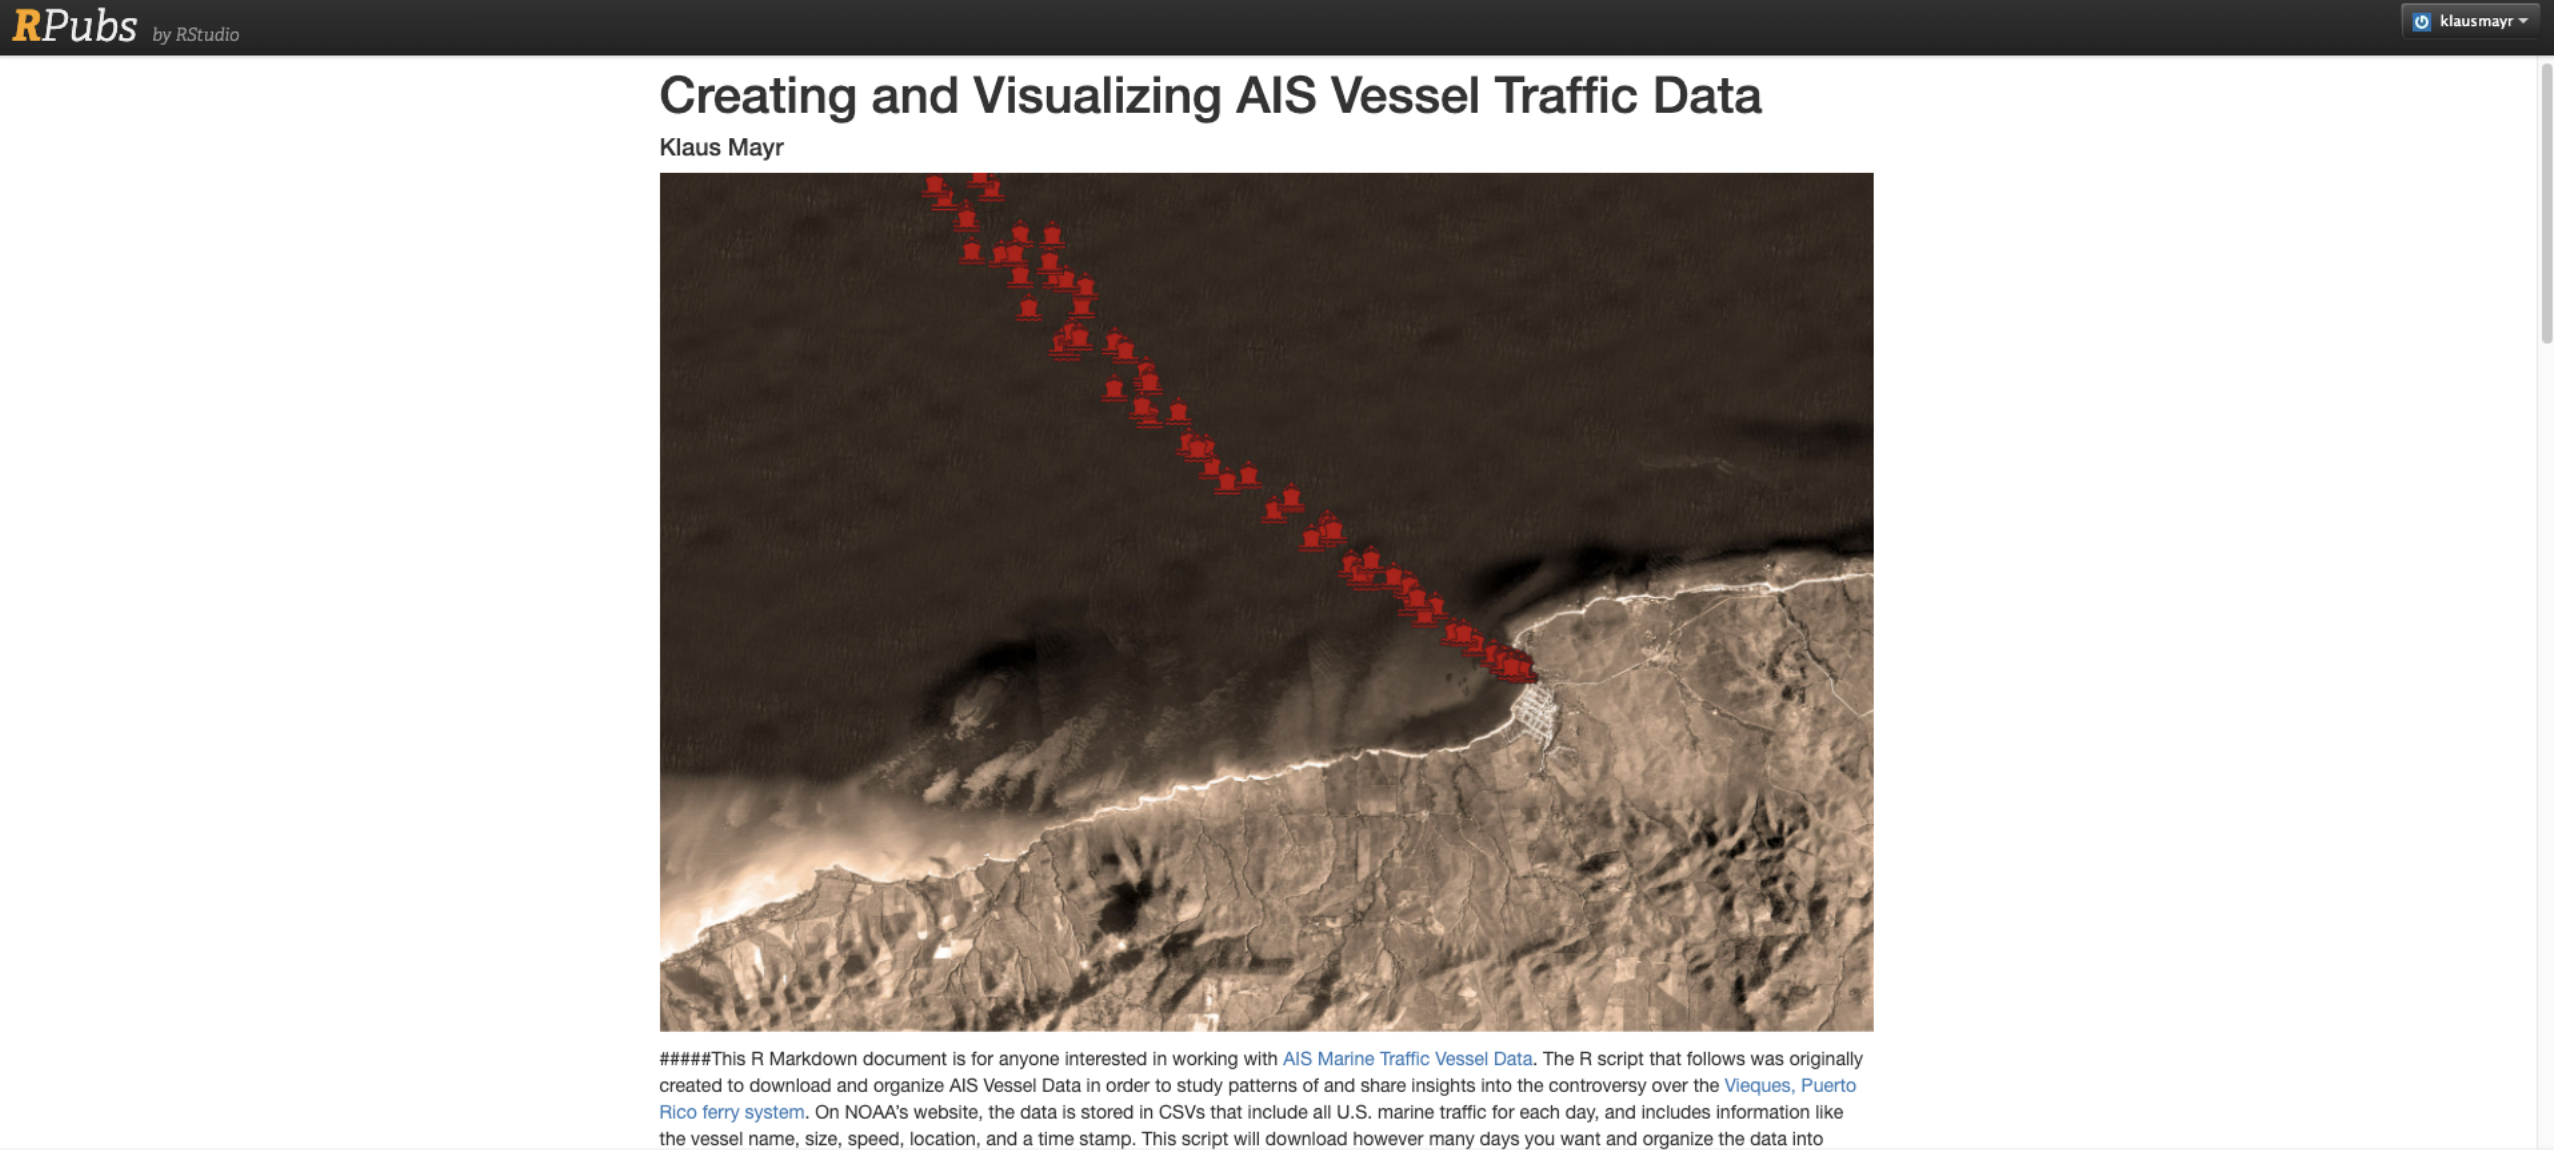 RPubs by RStudio
klausmayr
Creating and Visualizing AIS Vessel Traffic Data
Klaus Mayr
#####This R Markdown document is for anyone interested in working with AIS Marine Traffic Vessel Data. The R script that follows was originally
created to download and organize AIS Vessel Data in order to study patterns of and share insights into the controversy over the Vieques, Puerto
Rico ferry system. On NOAA's website, the data is stored in CSVs that include all U.S. marine traffic for each day, and includes information like
the vessel name, size, speed, location, and a time stamp. This script will download however many days you want and organize the data into